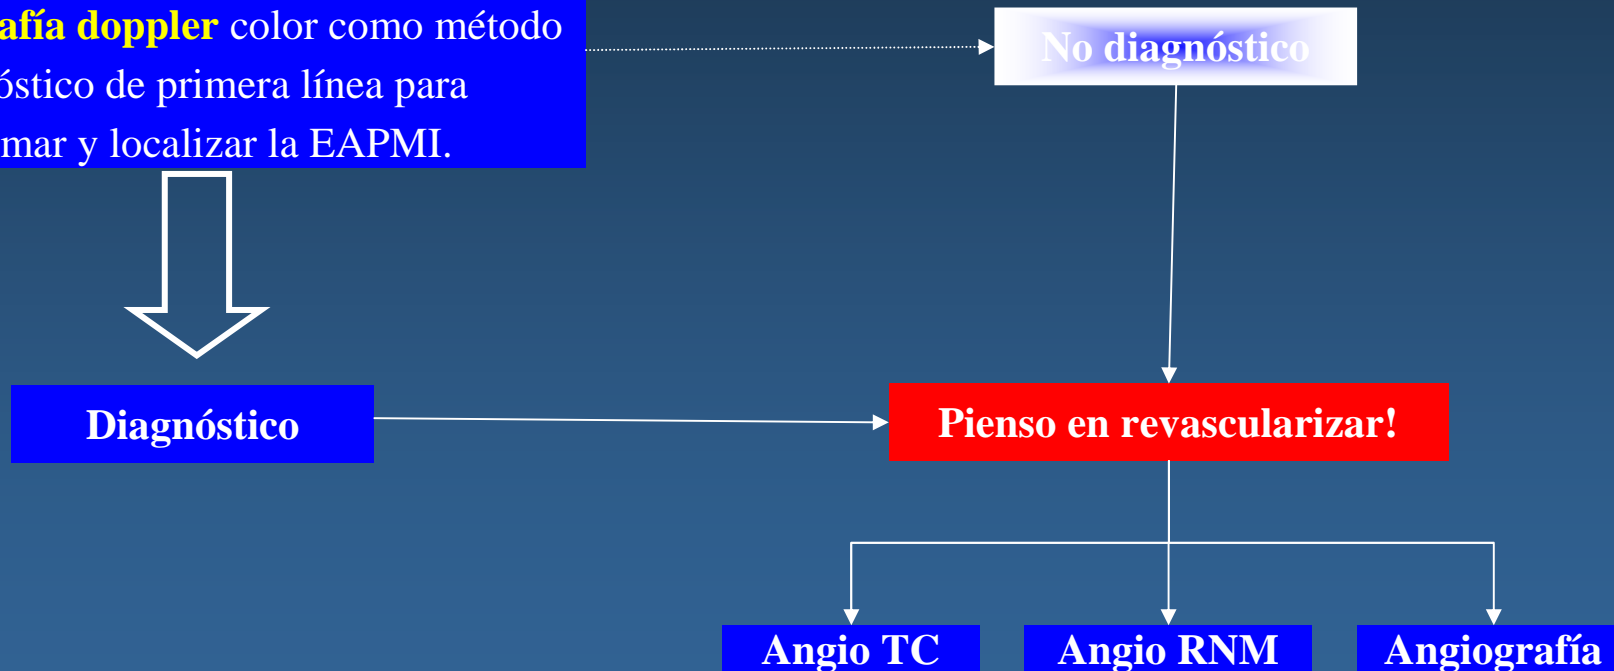 afía doppler color como método
óstico de primera línea para
mar y localizar la EAPMI.
No diagnóstico
Diagnóstico
Pienso en revascularizar!
Angio TC
Angio RNM
Angiografía